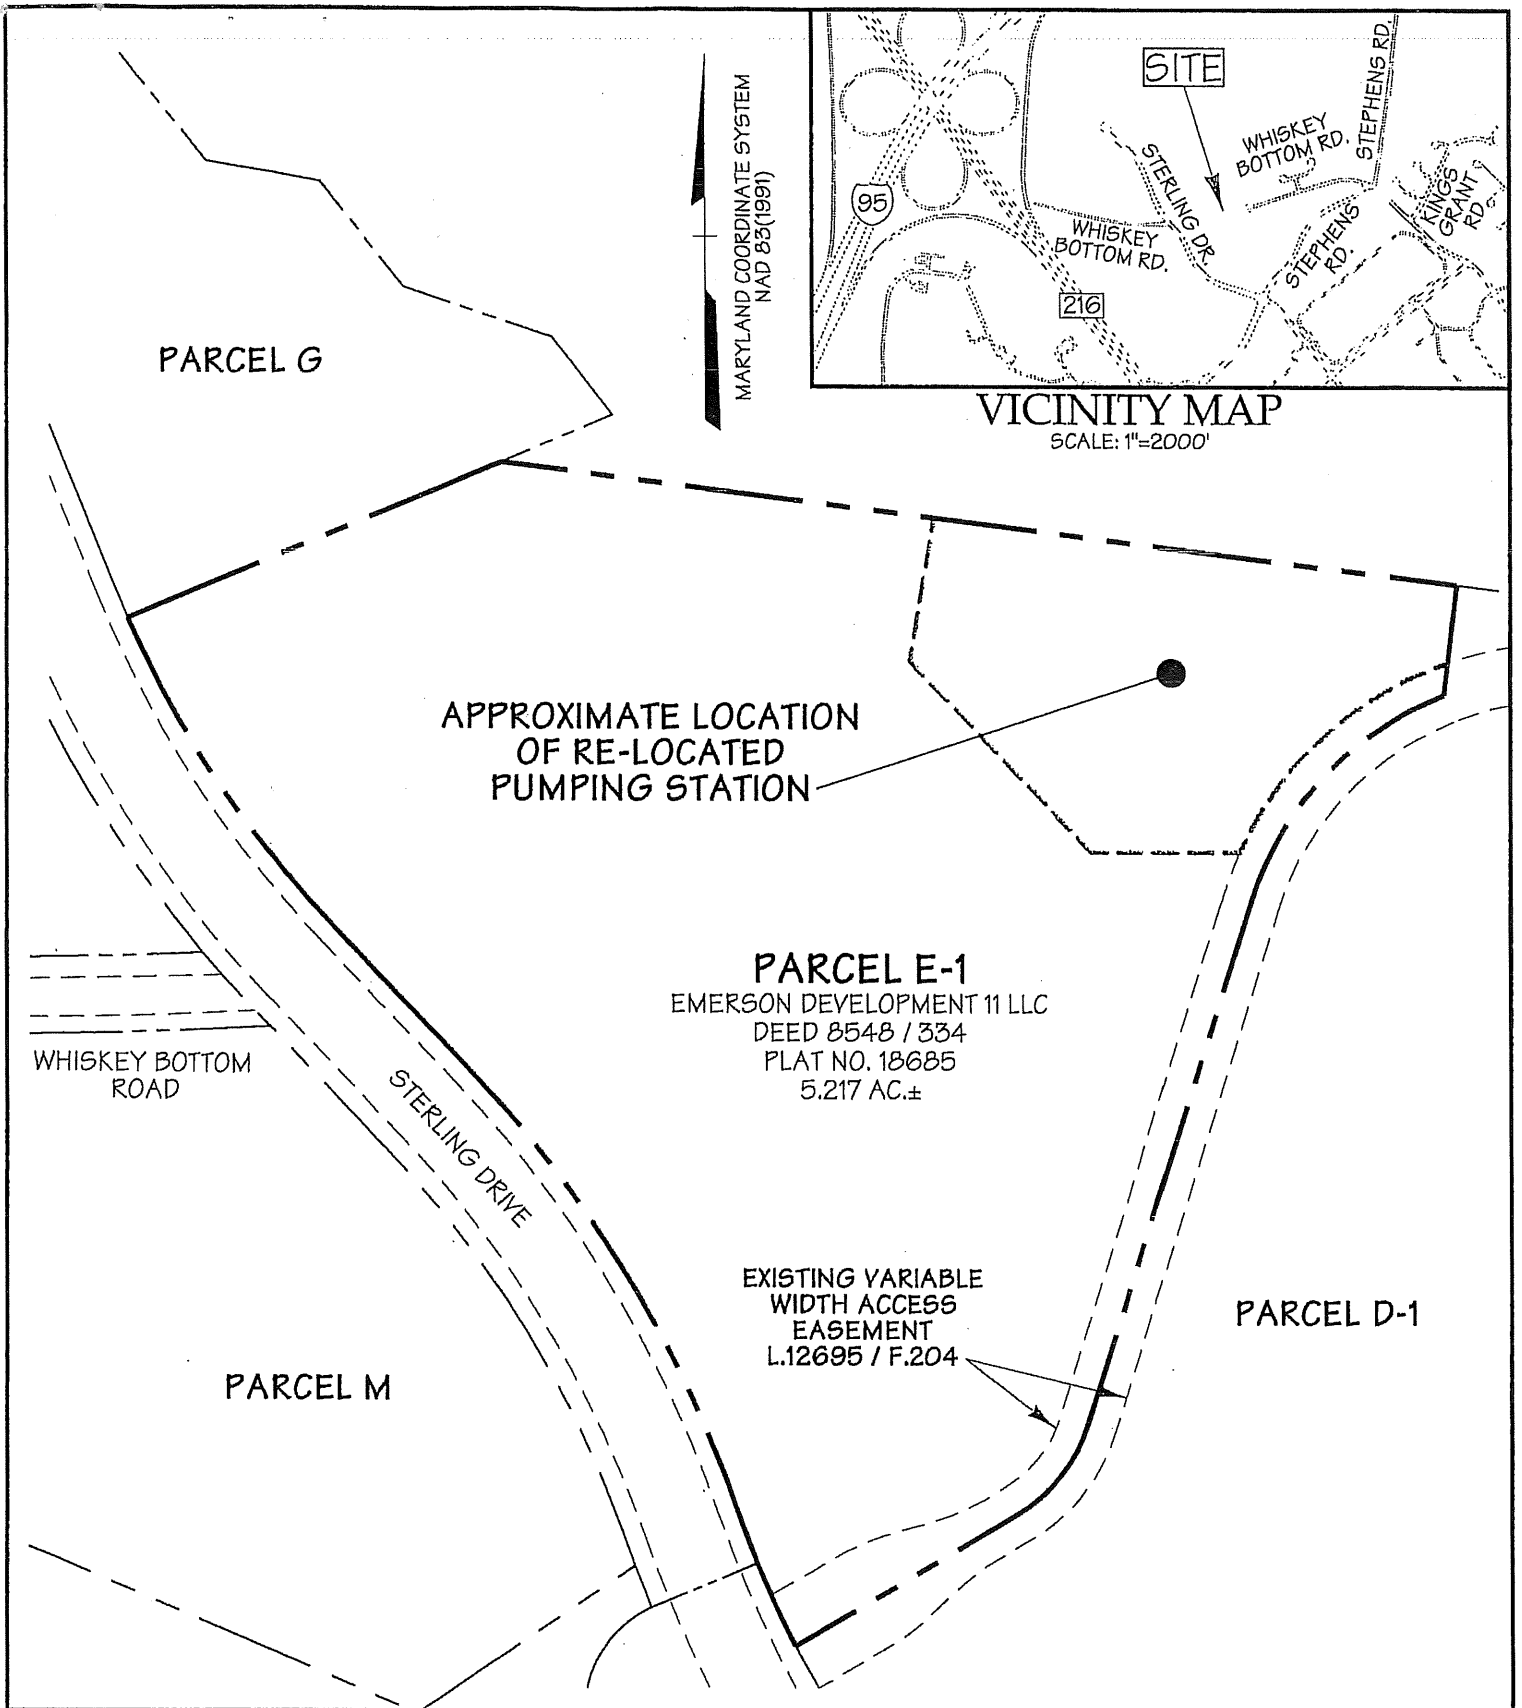 SITE
STEPHENS RD.
WHISKEY
BOTTOM RD.
STERLING DR.
KINGS
GRANT
RD.
95
WHISKEY
BOTTOM RD.
STEPHENS
RD.
216
VICINITY MAP
SCALE: 1"=2000'
MARYLAND COORDINATE SYSTEM
NAD 83(1991)
PARCEL G
APPROXIMATE LOCATION
OF RE-LOCATED
PUMPING STATION
PARCEL E-1
EMERSON DEVELOPMENT 11 LLC
DEED 8548 / 334
PLAT NO. 18685
5.217 AC.±
WHISKEY BOTTOM
ROAD
STERLING DRIVE
EXISTING VARIABLE
WIDTH ACCESS
EASEMENT
L.12695 / F.204
PARCEL D-1
PARCEL M